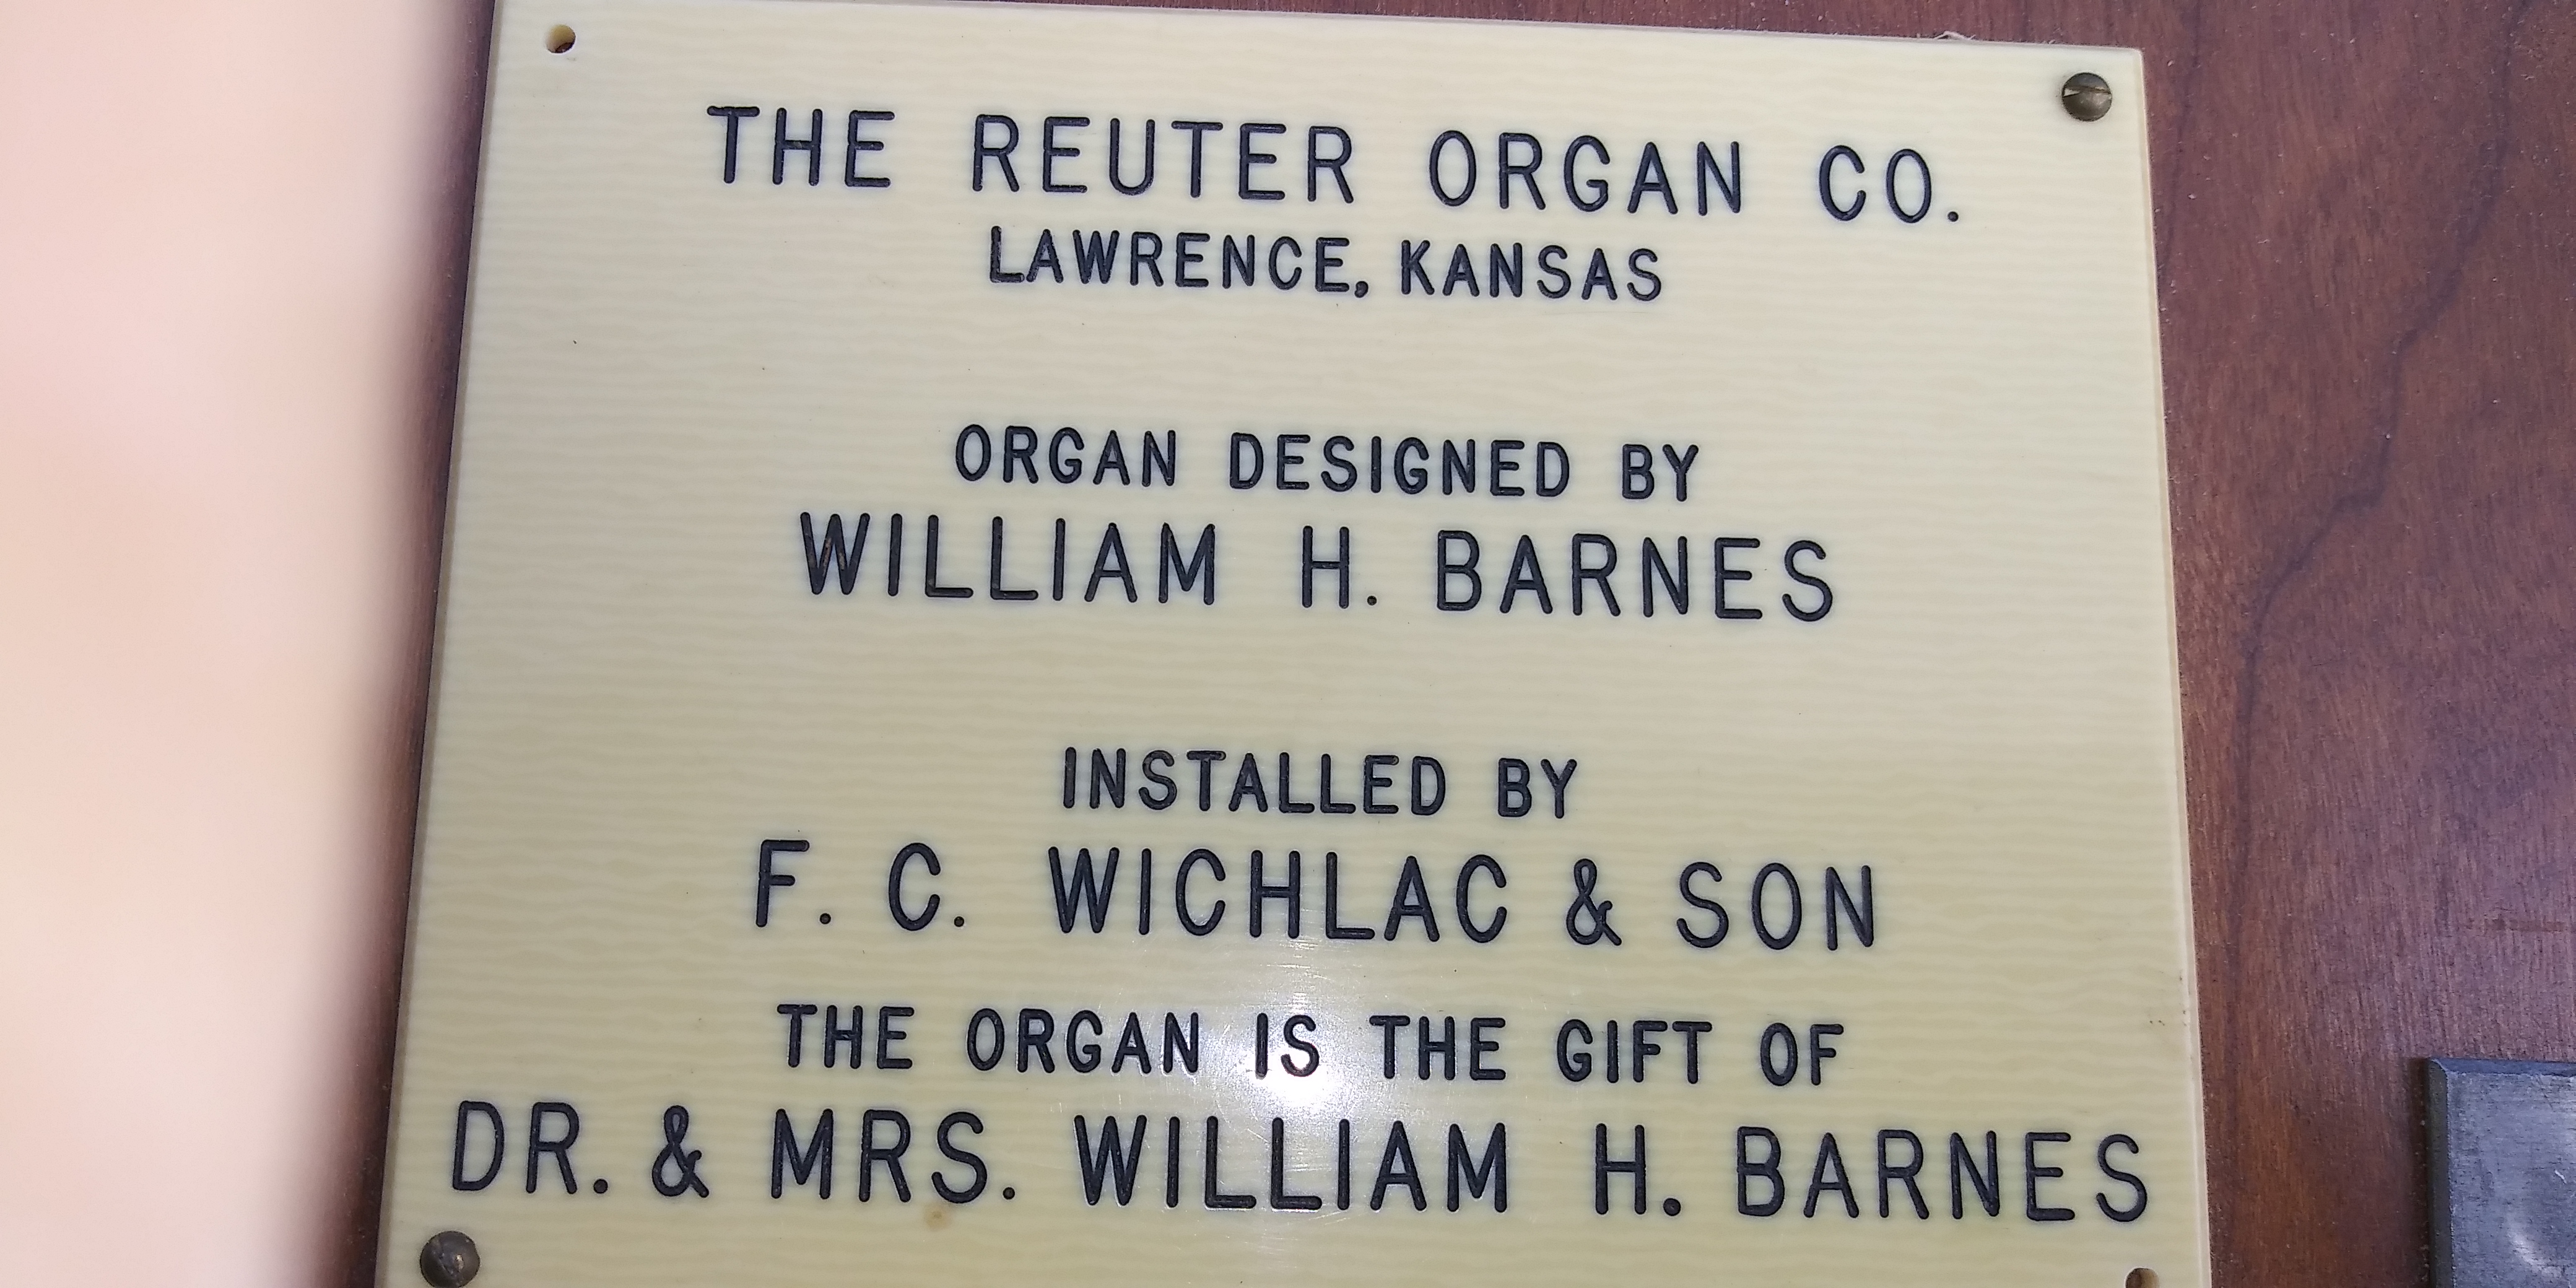 THE REUTER ORGAN CO.
LAWRENCE, KANSAS
ORGAN DESIGNED BY
WILLIAM H. BARNES
INSTALLED BY
F. C. WICHLAC & SON
THE ORGAN IS THE GIFT OF
DR. & MRS. WILLIAM H. BARNES